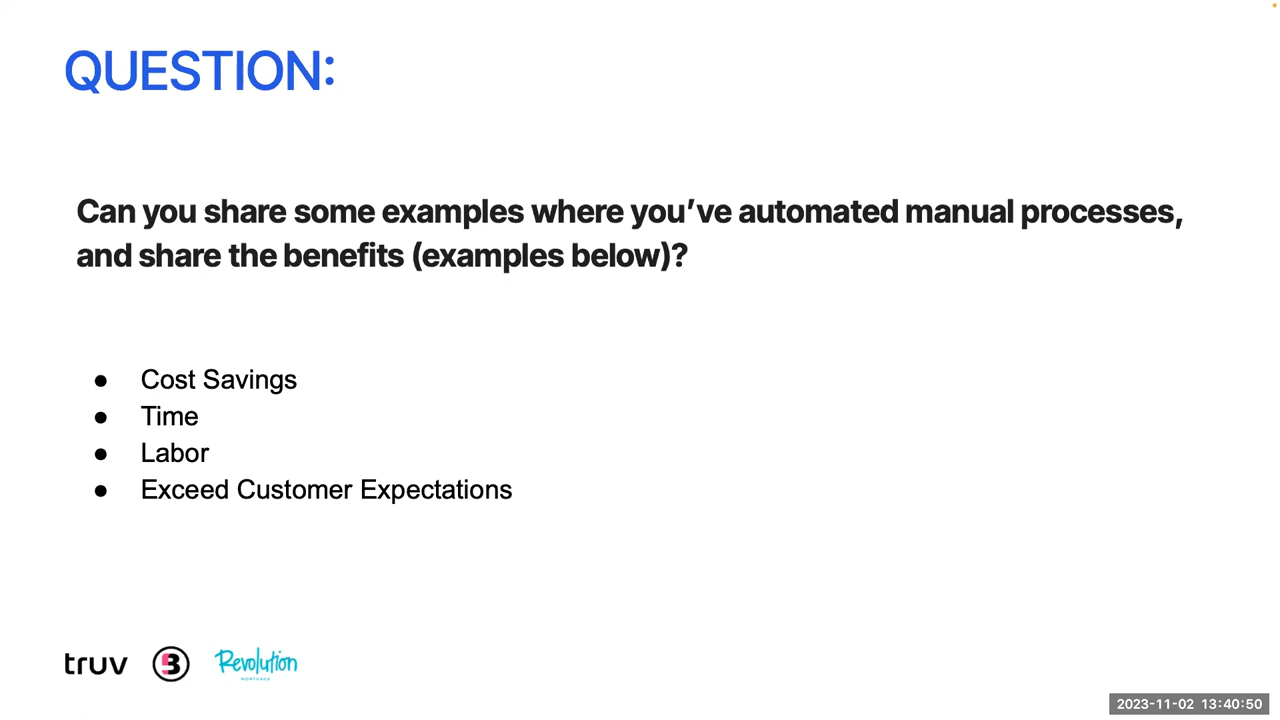 QUESTION:
Can you share some examples where you’ve automated manual processes,
and share the benefits (examples below)?
● Cost Savings
● Time
● Labor
● Exceed Customer Expectations
truv B Revolution
MORTGAGE
2023-11-02 13:40:50